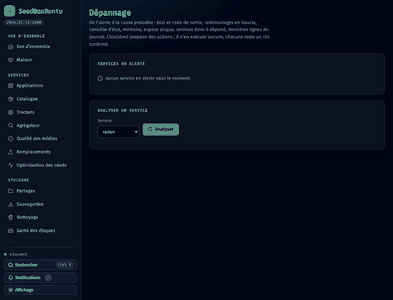 SeedBoxBuntu
VUE D'ENSEMBLE
Vue d'ensemble
Maison
SERVICES
Applications
Catalogue
Trackers
Agrégateur
Qualité des médias
Remplacements
Optimisation des seeds
STOCKAGE
Partages
Sauvegardes
Nettoyage
Santé des disques
vincent
Rechercher
Ctrl K
Notifications
Affichage
Dépannage
De l'alerte à la cause probable : état et code de sortie, redémarrages en boucle,
contrôle d'état, mémoire, espace disque, services dont il dépend, dernières lignes du
journal. L'assistant propose des actions ; il n'en exécute aucune, chacune reste un clic
confirmé.
SERVICES EN ALERTE
Aucun service en alerte pour le moment.
ANALYSER UN SERVICE
Service
radarr
Analyser